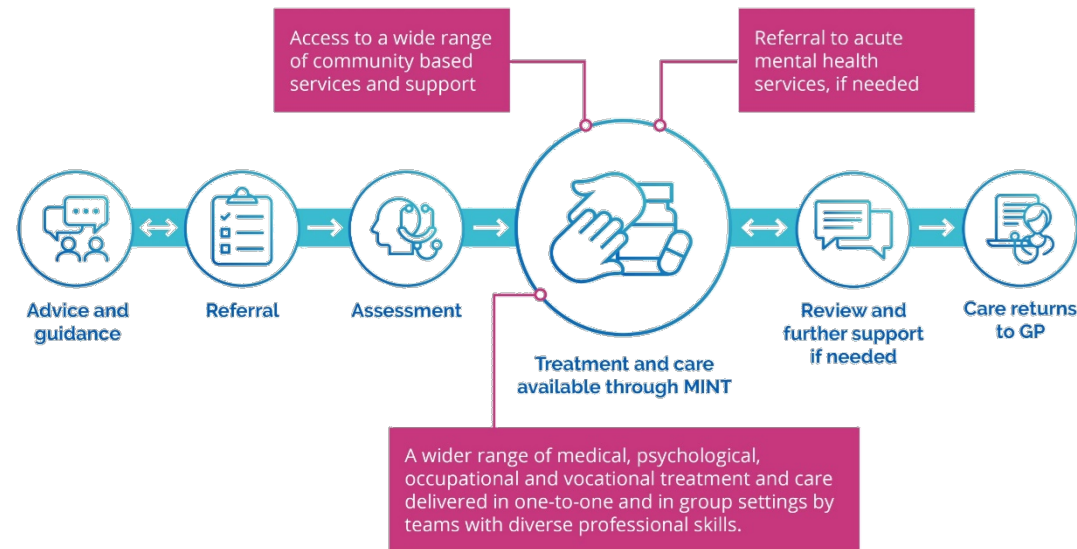 Access to a wide range
of community based
services and support
Referral to acute
mental health
services, if needed
Advice and
guidance
Referral
Assessment
Treatment and care
available through MINT
Review and
further support
if needed
Care returns
to GP
A wider range of medical, psychological,
occupational and vocational treatment and care
delivered in one-to-one and in group settings by
teams with diverse professional skills.